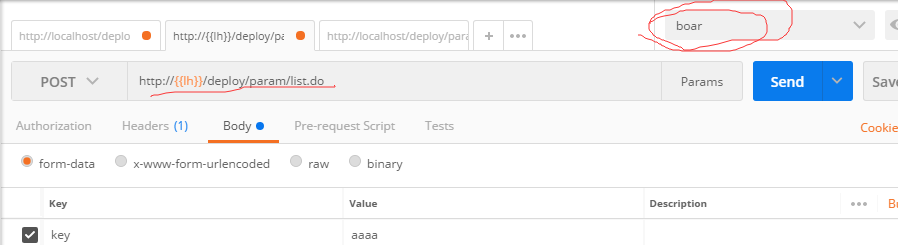 http://localhost/deplo
http://{{lh}}/deploy/pa
http://localhost/deploy/para
+
•••
boar
POST
http://{{lh}}/deploy/param/list.do
Params
Send
Save
Authorization
Headers (1)
Body
Pre-request Script
Tests
Cookie
form-data
x-www-form-urlencoded
raw
binary
Key
Value
Description
•••
Bu
key
aaaa